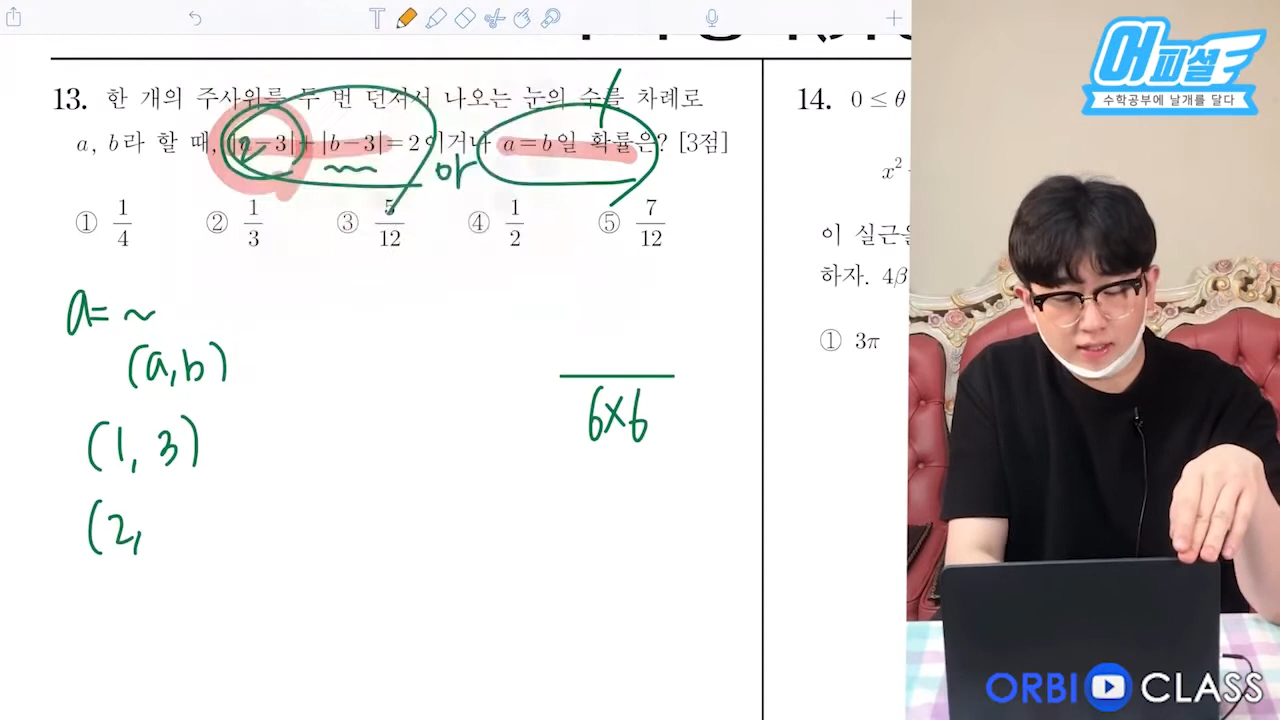 어피셜
수학공부에 날개를 달다
13. 한 개의 주사위를 두 번 던져서 나오는 눈의 수를 차례로
a, b라 할 때, |a-3|+|b-3|=2이거나 a=b일 확률은? [3점]
2
or
① 1/4 ② 1/3 ③ 5/12 ④ 1/2 ⑤ 7/12
a= ~
(a,b)
(1, 3)
(2,
6×6
14. 0 ≤ θ
x²
이 실근을
하자. 4β
① 3π
ORBI CLASS